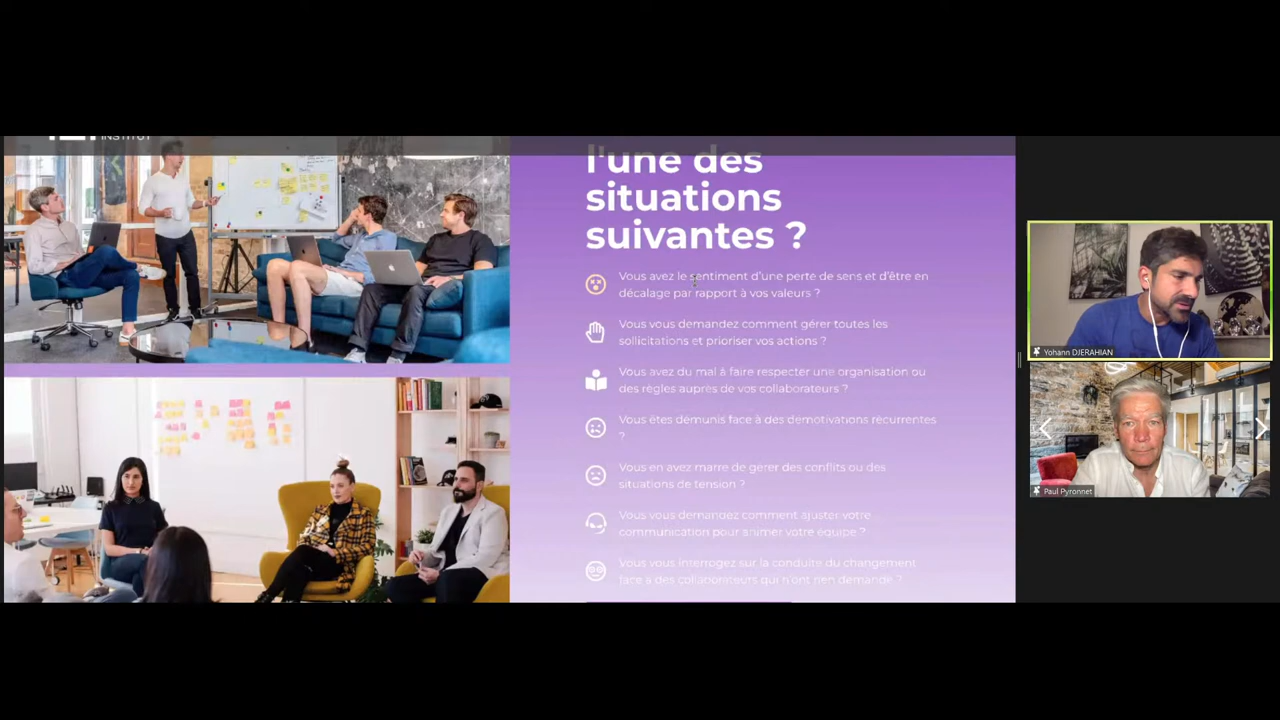 INSTITUT
l'une des
situations
suivantes ?
Vous avez le sentiment d'une perte de sens et d'être en
décalage par rapport à vos valeurs ?
Vous vous demandez comment gérer toutes les
sollicitations et prioriser vos actions ?
Vous avez du mal à faire respecter une organisation ou
des règles auprès de vos collaborateurs ?
Vous êtes démunis face à des démotivations récurrentes
?
Vous en avez marre de gérer des conflits ou des
situations de tension ?
Vous vous demandez comment ajuster votre
communication pour animer votre équipe ?
Vous vous interrogez sur la conduite du changement
face à des collaborateurs qui n'ont rien demandé ?
Yohann DJERAHIAN
Paul Pyronnet